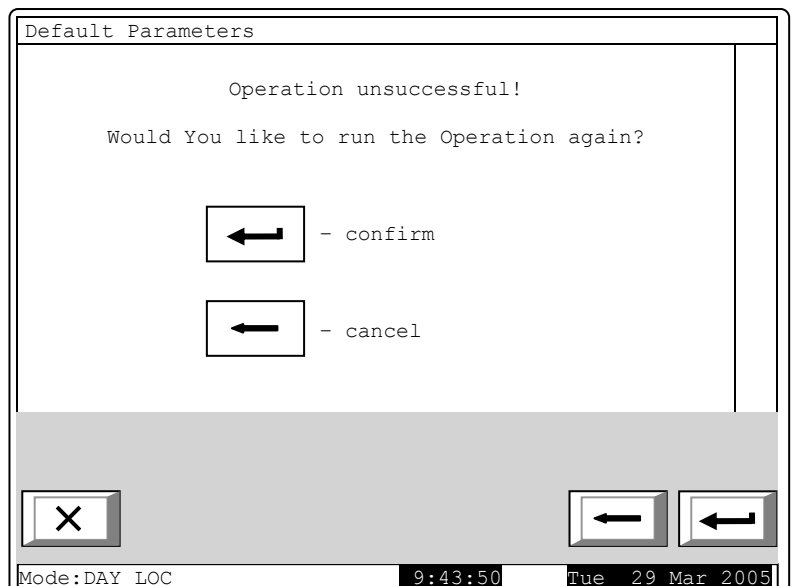 Default Parameters
Operation unsuccessful!
Would You like to run the Operation again?
- confirm
- cancel
Mode:DAY LOC 9:43:50 Tue 29 Mar 2005